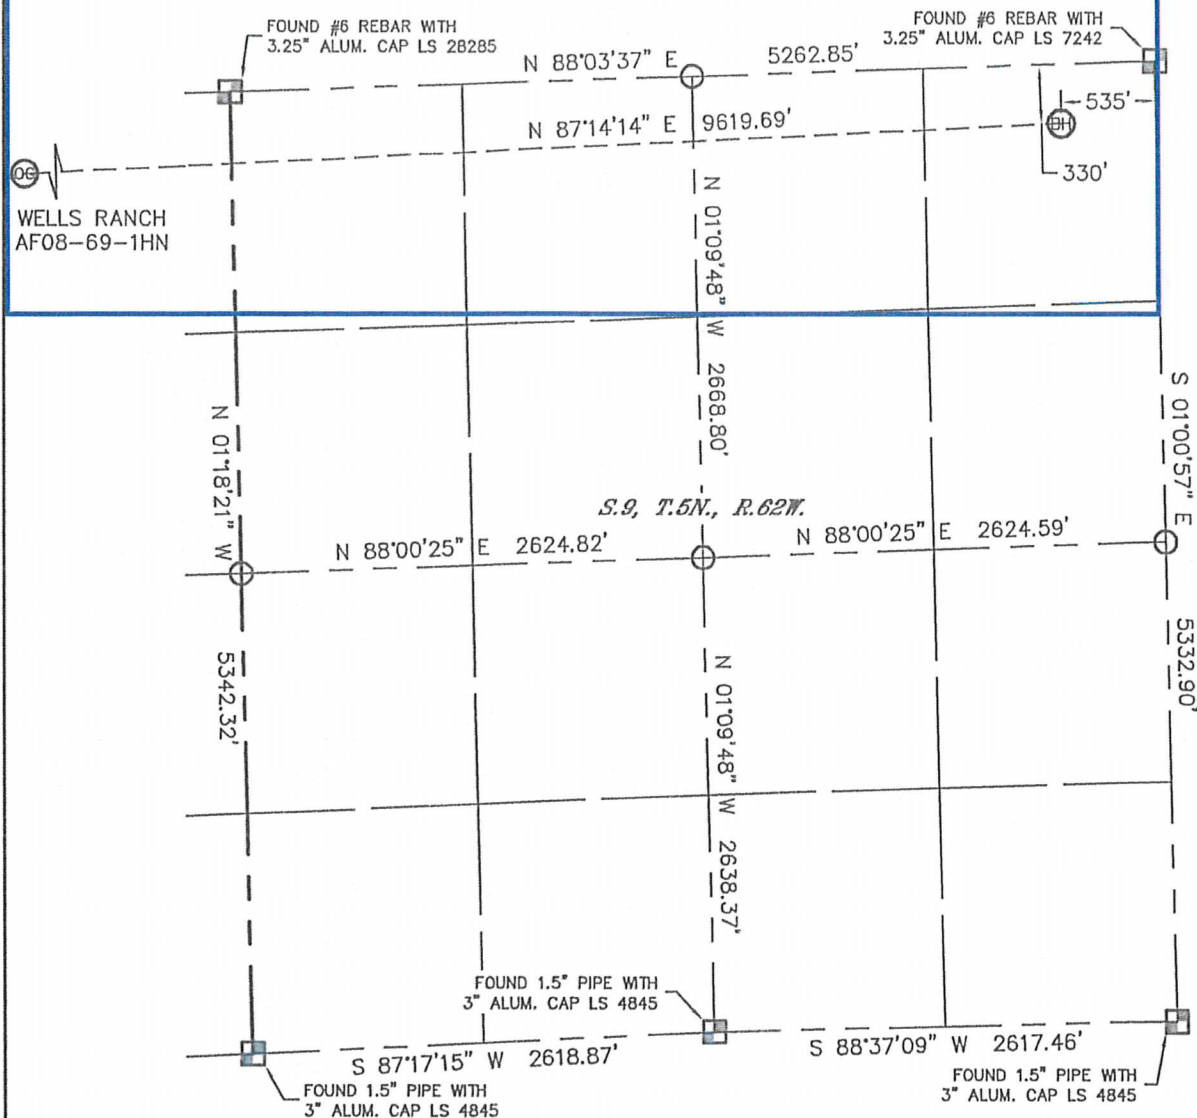 FOUND #6 REBAR WITH
3.25" ALUM. CAP LS 28285
FOUND #6 REBAR WITH
3.25" ALUM. CAP LS 7242
N 88°03'37" E 5262.85'
535'
N 87°14'14" E 9619.69'
BH
330'
OG
WELLS RANCH
AF08-69-1HN
N 01°09'48" W 2668.80'
N 01°18'21" W 5342.32'
S 01°00'57" E 5332.90'
S.9, T.5N., R.62W.
N 88°00'25" E 2624.82'
N 88°00'25" E 2624.59'
N 01°09'48" W 2638.37'
FOUND 1.5" PIPE WITH
3" ALUM. CAP LS 4845
S 87°17'15" W 2618.87'
S 88°37'09" W 2617.46'
FOUND 1.5" PIPE WITH
3" ALUM. CAP LS 4845
FOUND 1.5" PIPE WITH
3" ALUM. CAP LS 4845